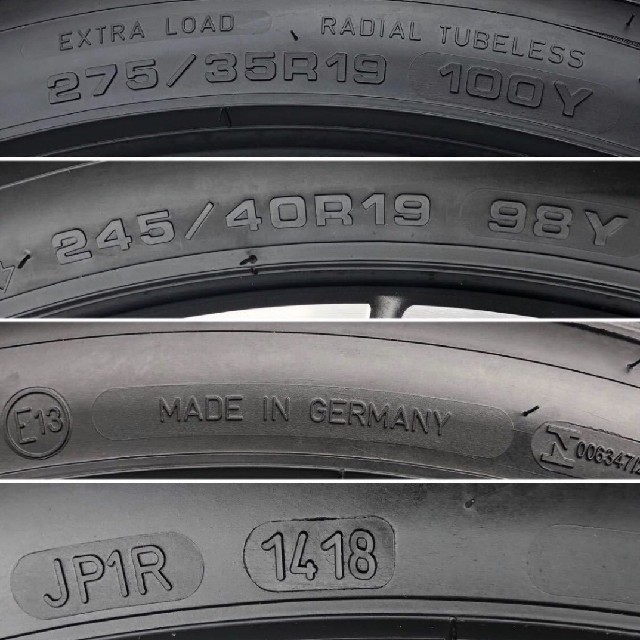 EXTRA LOAD RADIAL TUBELESS
275/35R19 100Y
245/40R19 98Y
E13 MADE IN GERMANY
JP1R 1418